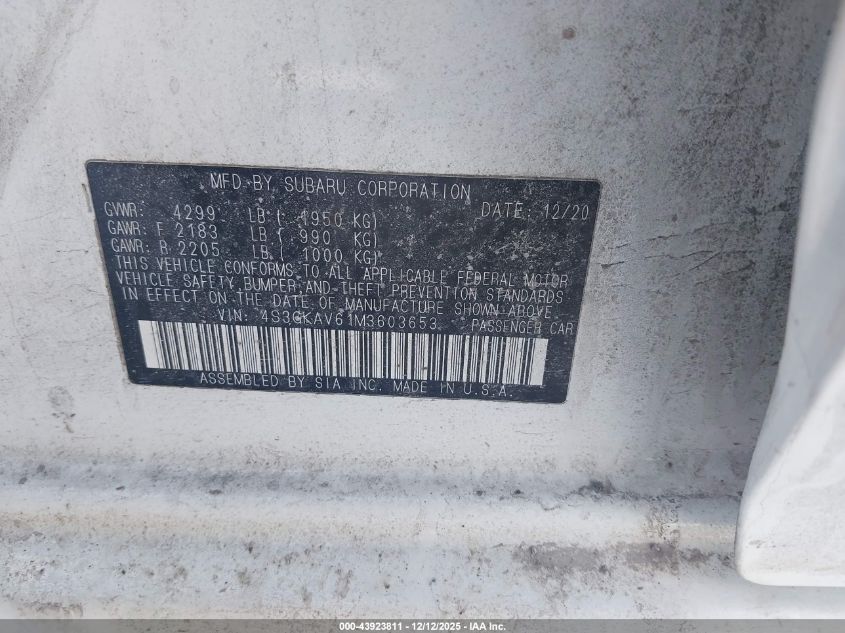 MFD.BY SUBARU CORPORATION
GVWR: 4299 LB ( 1950 KG) DATE: 12/20
GAWR: F 2183 LB ( 990 KG)
GAWR: R 2205 LB ( 1000 KG)
THIS VEHICLE CONFORMS TO ALL APPLICABLE FEDERAL MOTOR
VEHICLE SAFETY, BUMPER,AND THEFT PREVENTION STANDARDS
IN EFFECT ON THE DATE OF MANUFACTURE SHOWN ABOVE.
VIN: 4S3GKAV61M3603653 PASSENGER CAR
ASSEMBLED BY SIA INC. MADE IN U.S.A.
000-43923811 - 12/12/2025 - IAA Inc.